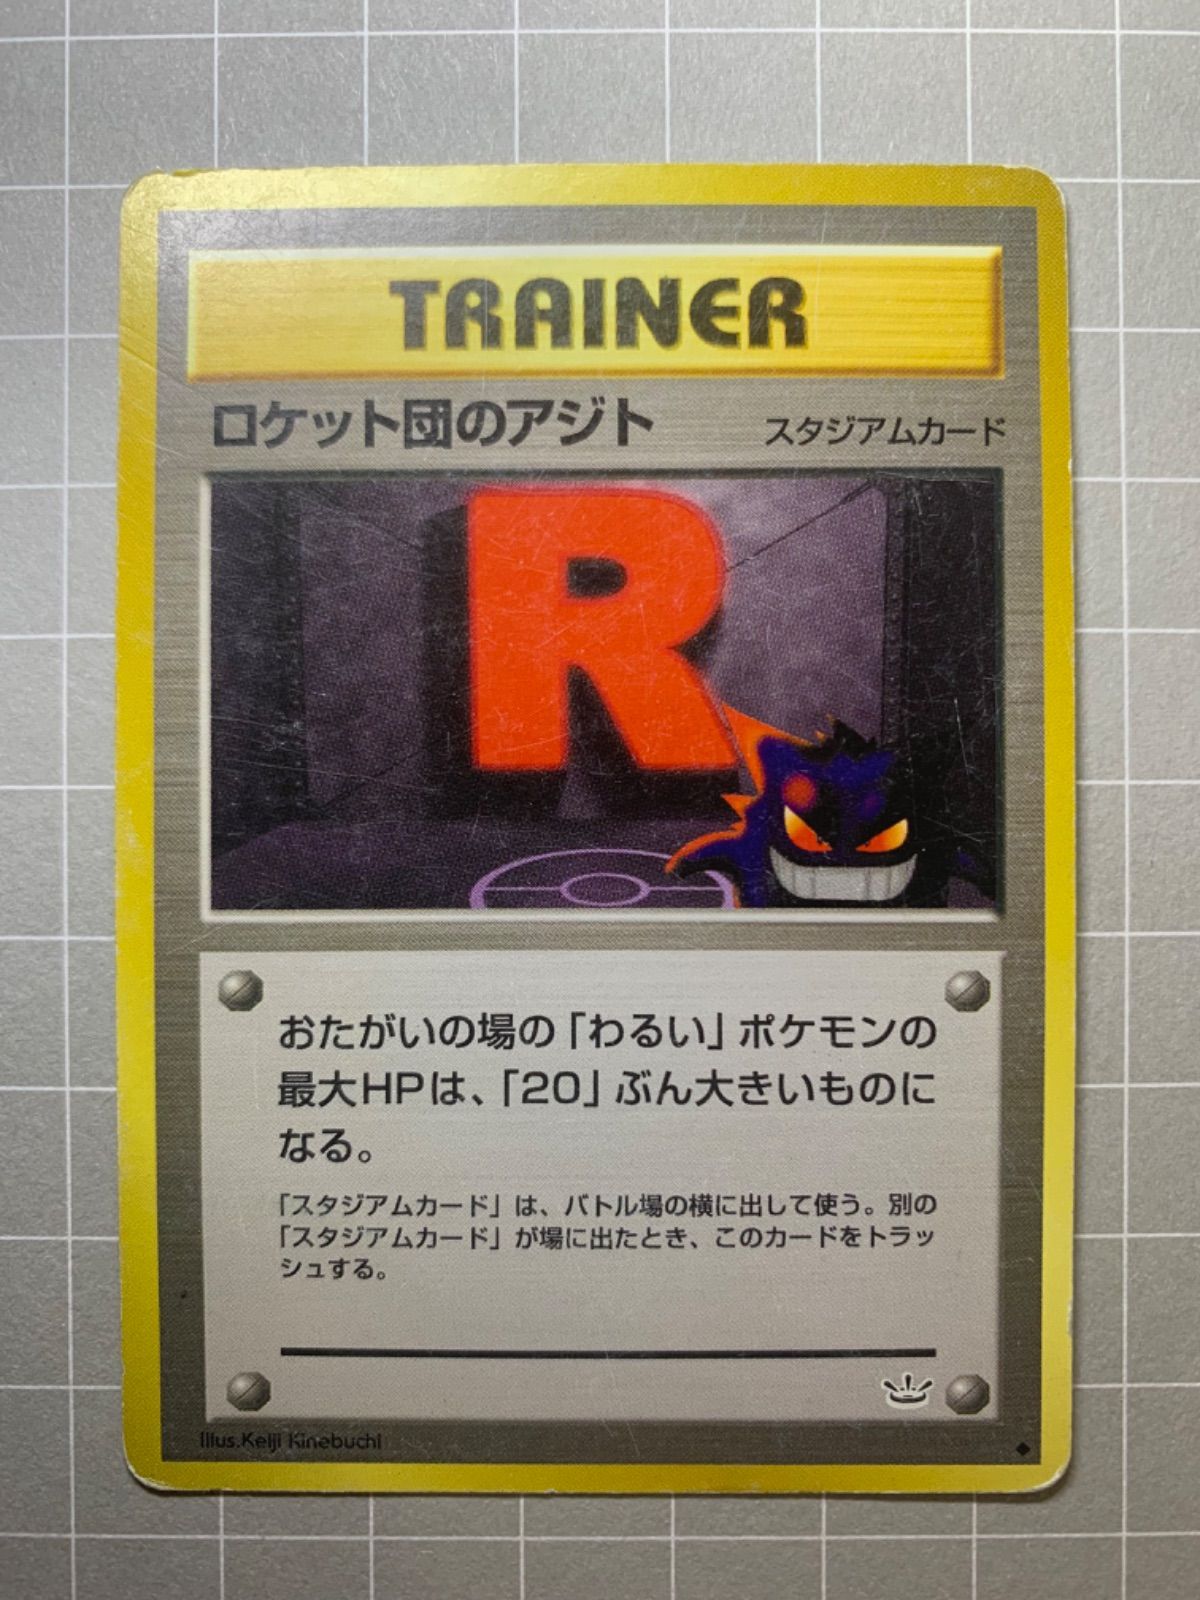 TRAINER
ロケット団のアジト
スタジアムカード
R
おたがいの場の「わるい」ポケモンの
最大HPは、「20」ぶん大きいものに
なる。
「スタジアムカード」は、バトル場の横に出して使う。別の
「スタジアムカード」が場に出たとき、このカードをトラッ
シュする。
Illus.Keiji Kinebuchi